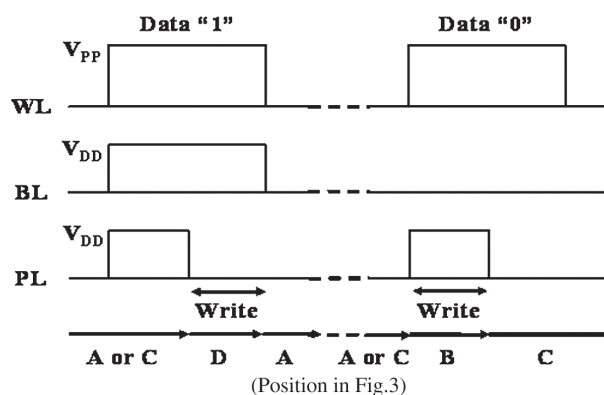 Data “1” Data “0”
VPP
WL
VDD
BL
VDD
PL
Write Write
A or C D A A or C B C
(Position in Fig.3)